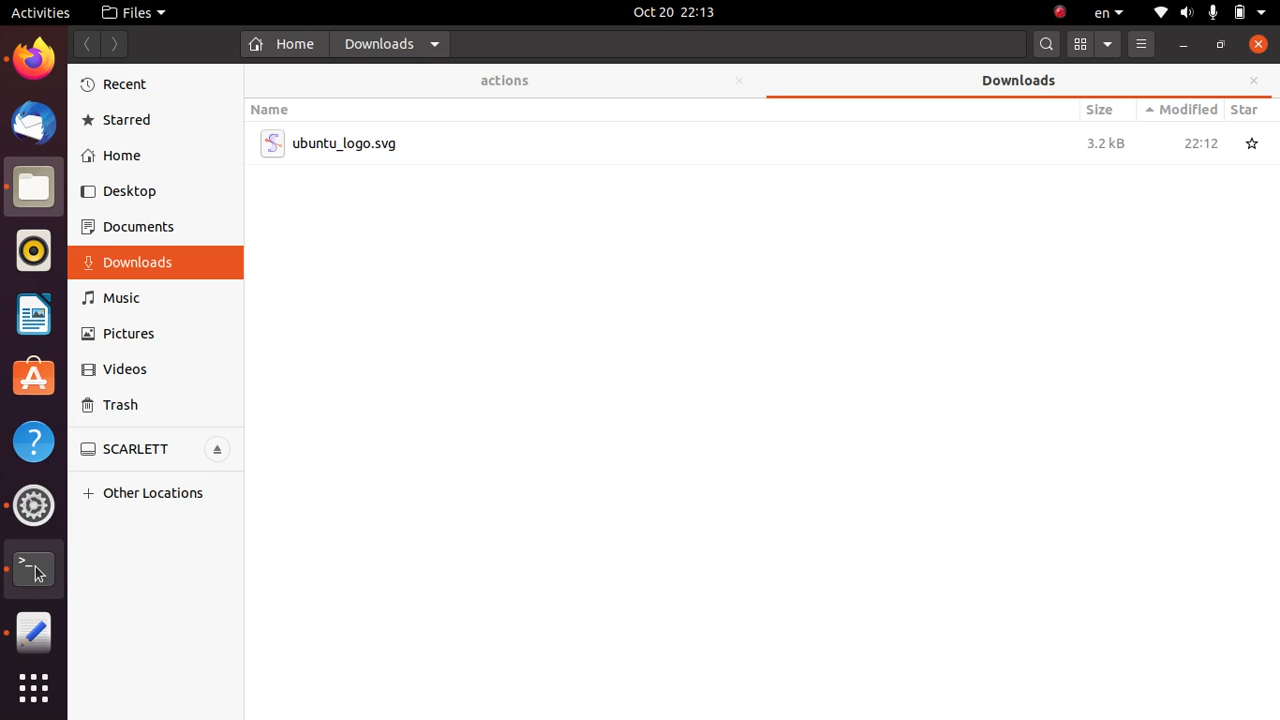 Activities Files Oct 20 22:13 en
Home Downloads
Recent
Starred
Home
Desktop
Documents
Downloads
Music
Pictures
Videos
Trash
SCARLETT
Other Locations
actions Downloads
Name Size Modified Star
ubuntu_logo.svg 3.2 kB 22:12